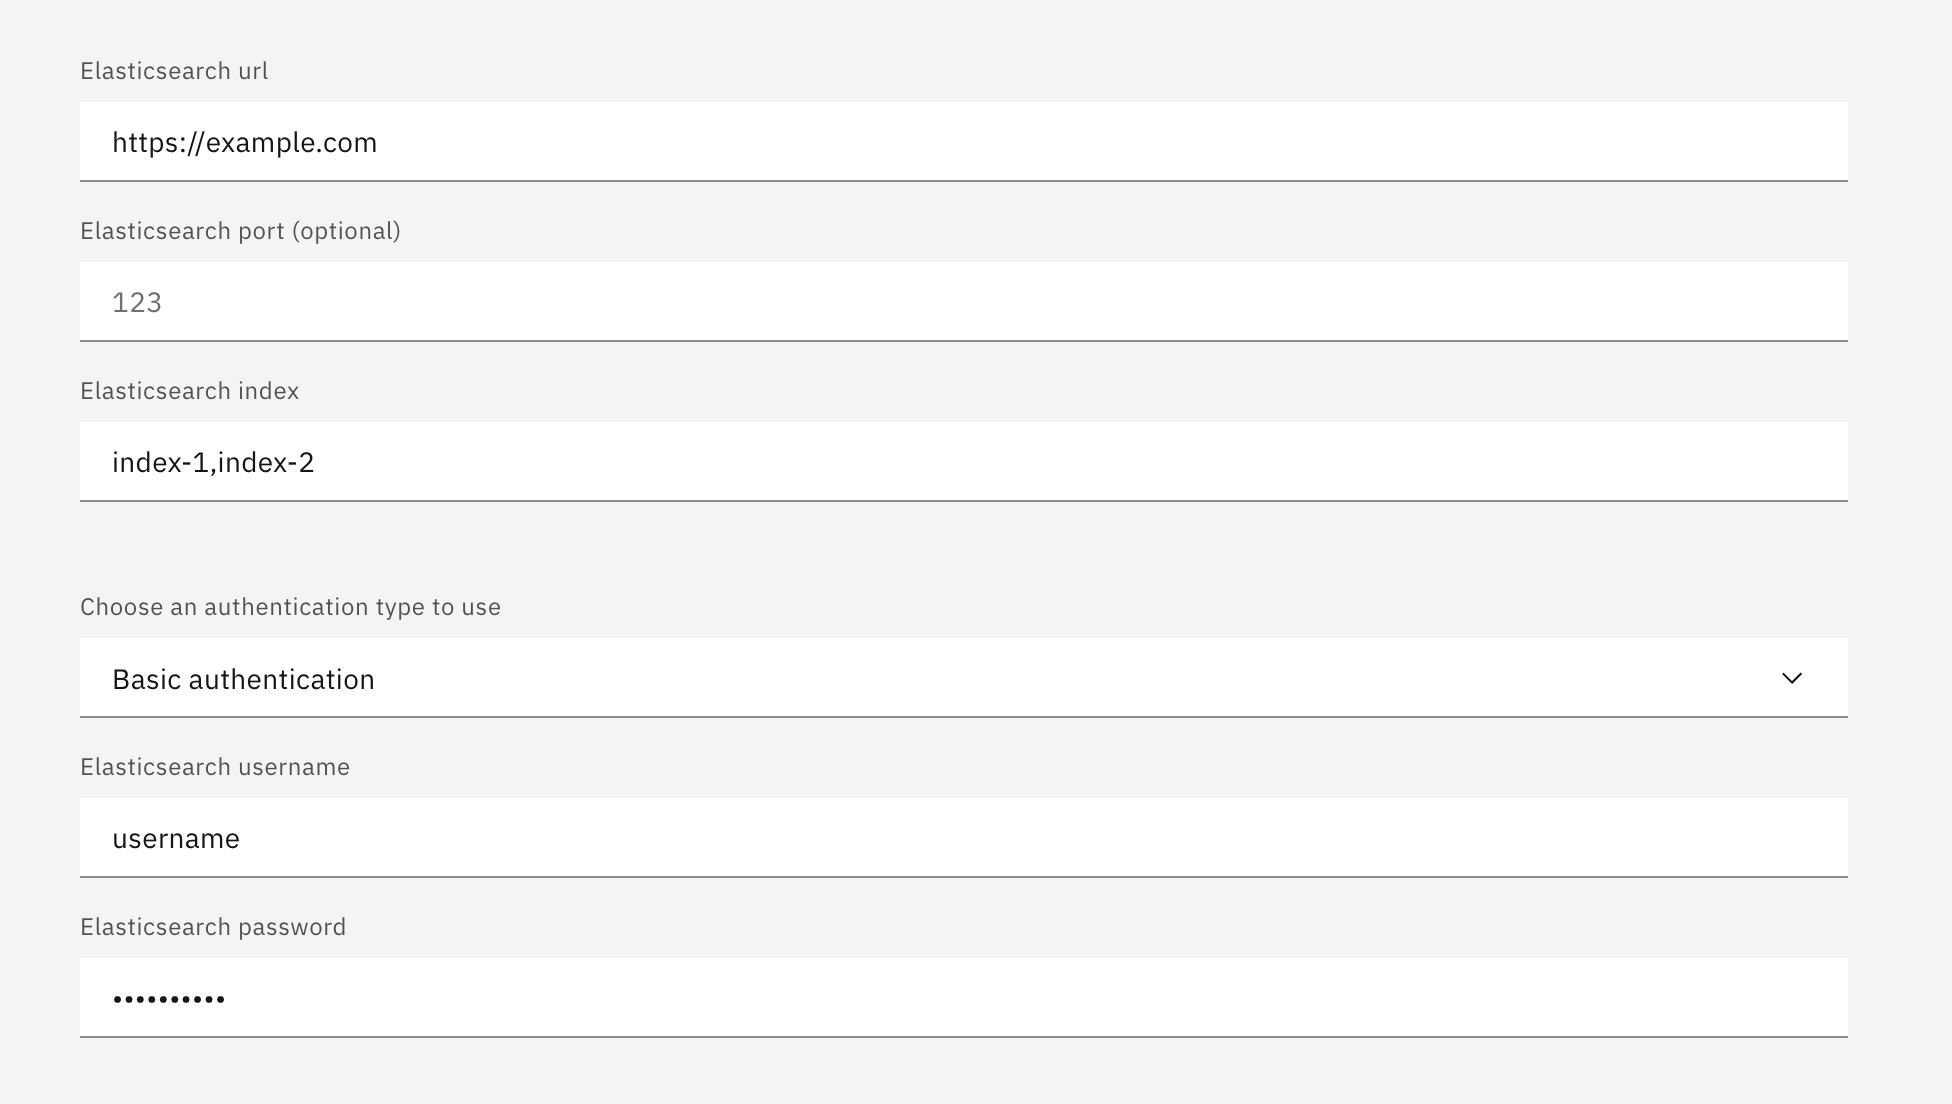 Elasticsearch url
https://example.com
Elasticsearch port (optional)
123
Elasticsearch index
index-1,index-2
Choose an authentication type to use
Basic authentication
Elasticsearch username
username
Elasticsearch password
••••••••••